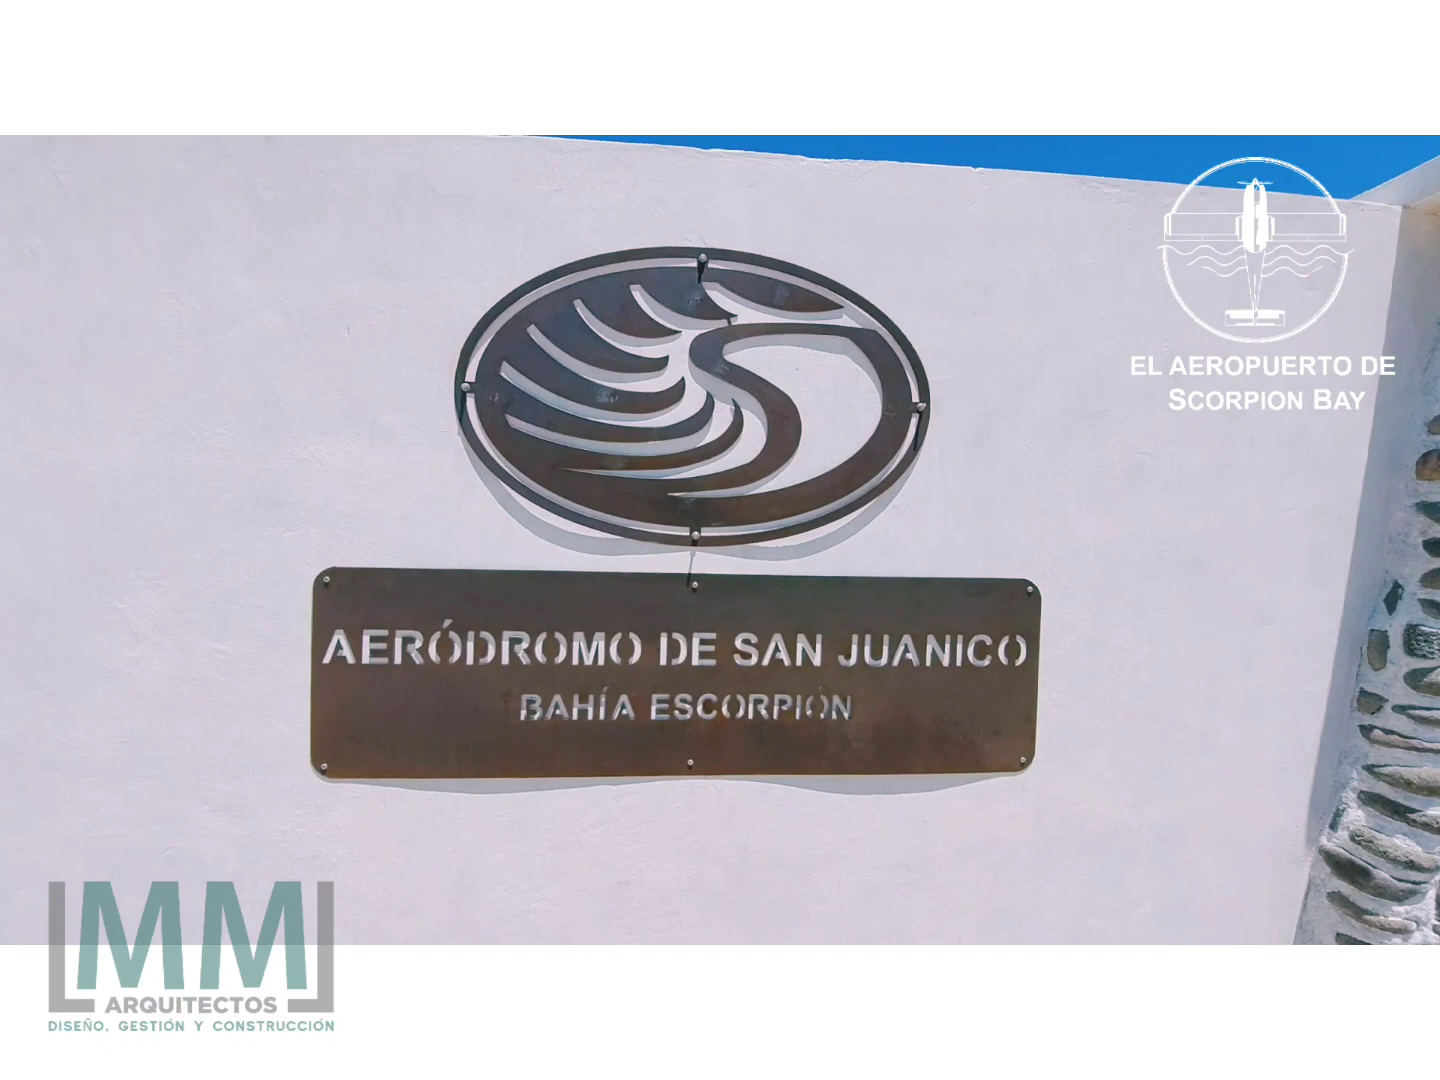 EL AEROPUERTO DE
SCORPION BAY
AERÓDROMO DE SAN JUANICO
BAHÍA ESCORPIÓN
MM
ARQUITECTOS
DISEÑO, GESTIÓN Y CONSTRUCCIÓN